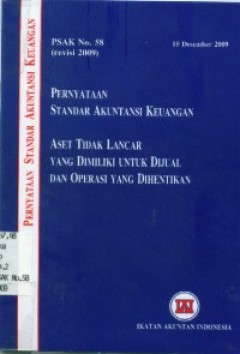 PSAK No. 58
(revisi 2009)
15 Desember 2009
PERNYATAAN
STANDAR AKUNTANSI KEUANGAN
ASET TIDAK LANCAR
YANG DIMILIKI UNTUK DIJUAL
DAN OPERASI YANG DIHENTIKAN
IKATAN AKUNTAN INDONESIA
PERNYATAAN STANDAR AKUNTANSI KEUANGAN